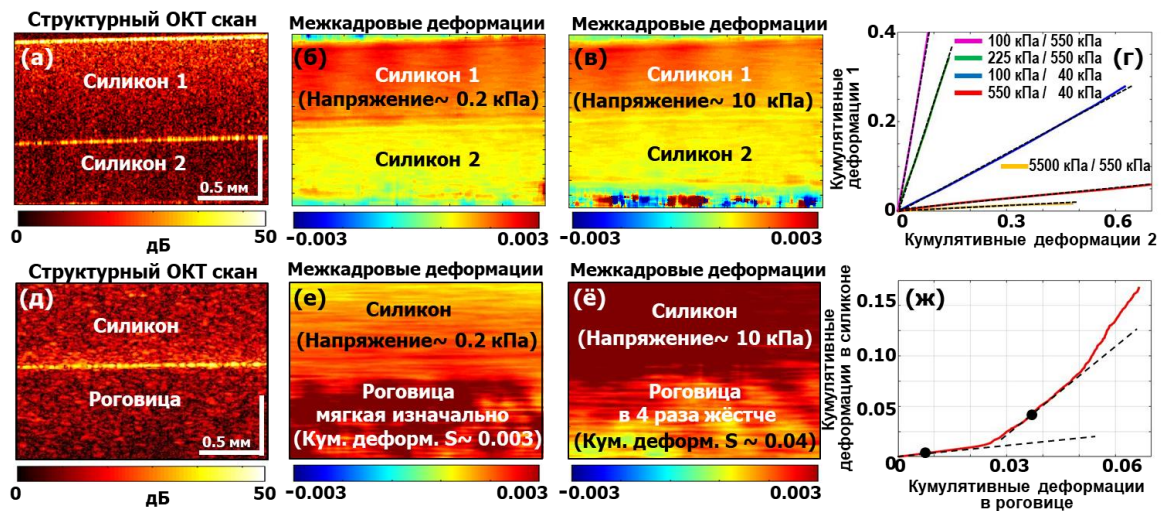 Структурный ОКТ скан
(а)
Силикон 1
Силикон 2
0.5 мм
0
50
дБ
Межкадровые деформации
(б)
Силикон 1
(Напряжение~ 0.2 кПа)
Силикон 2
−0.003
0.003
Межкадровые деформации
(в)
Силикон 1
(Напряжение~ 10 кПа)
Силикон 2
−0.003
0.003
Кумулятивные
деформации 1
0.4
0.2
0
(г)
100 кПа / 550 кПа
225 кПа / 550 кПа
100 кПа / 40 кПа
550 кПа / 40 кПа
5500 кПа / 550 кПа
0
0.3
0.6
Кумулятивные деформации 2
Структурный ОКТ скан
(д)
Силикон
Роговица
0.5 мм
0
50
дБ
Межкадровые деформации
(е)
Силикон
(Напряжение~ 0.2 кПа)
Роговица
мягкая изначально
(Кум. деформ. S~ 0.003)
−0.003
0.003
Межкадровые деформации
(ё)
Силикон
(Напряжение~ 10 кПа)
Роговица
в 4 раза жёстче
(Кум. деформ. S ~ 0.04)
−0.003
0.003
Кумулятивные
деформации в силиконе
0.15
0.10
0.05
0
(ж)
0
0.03
0.06
Кумулятивные деформации
в роговице